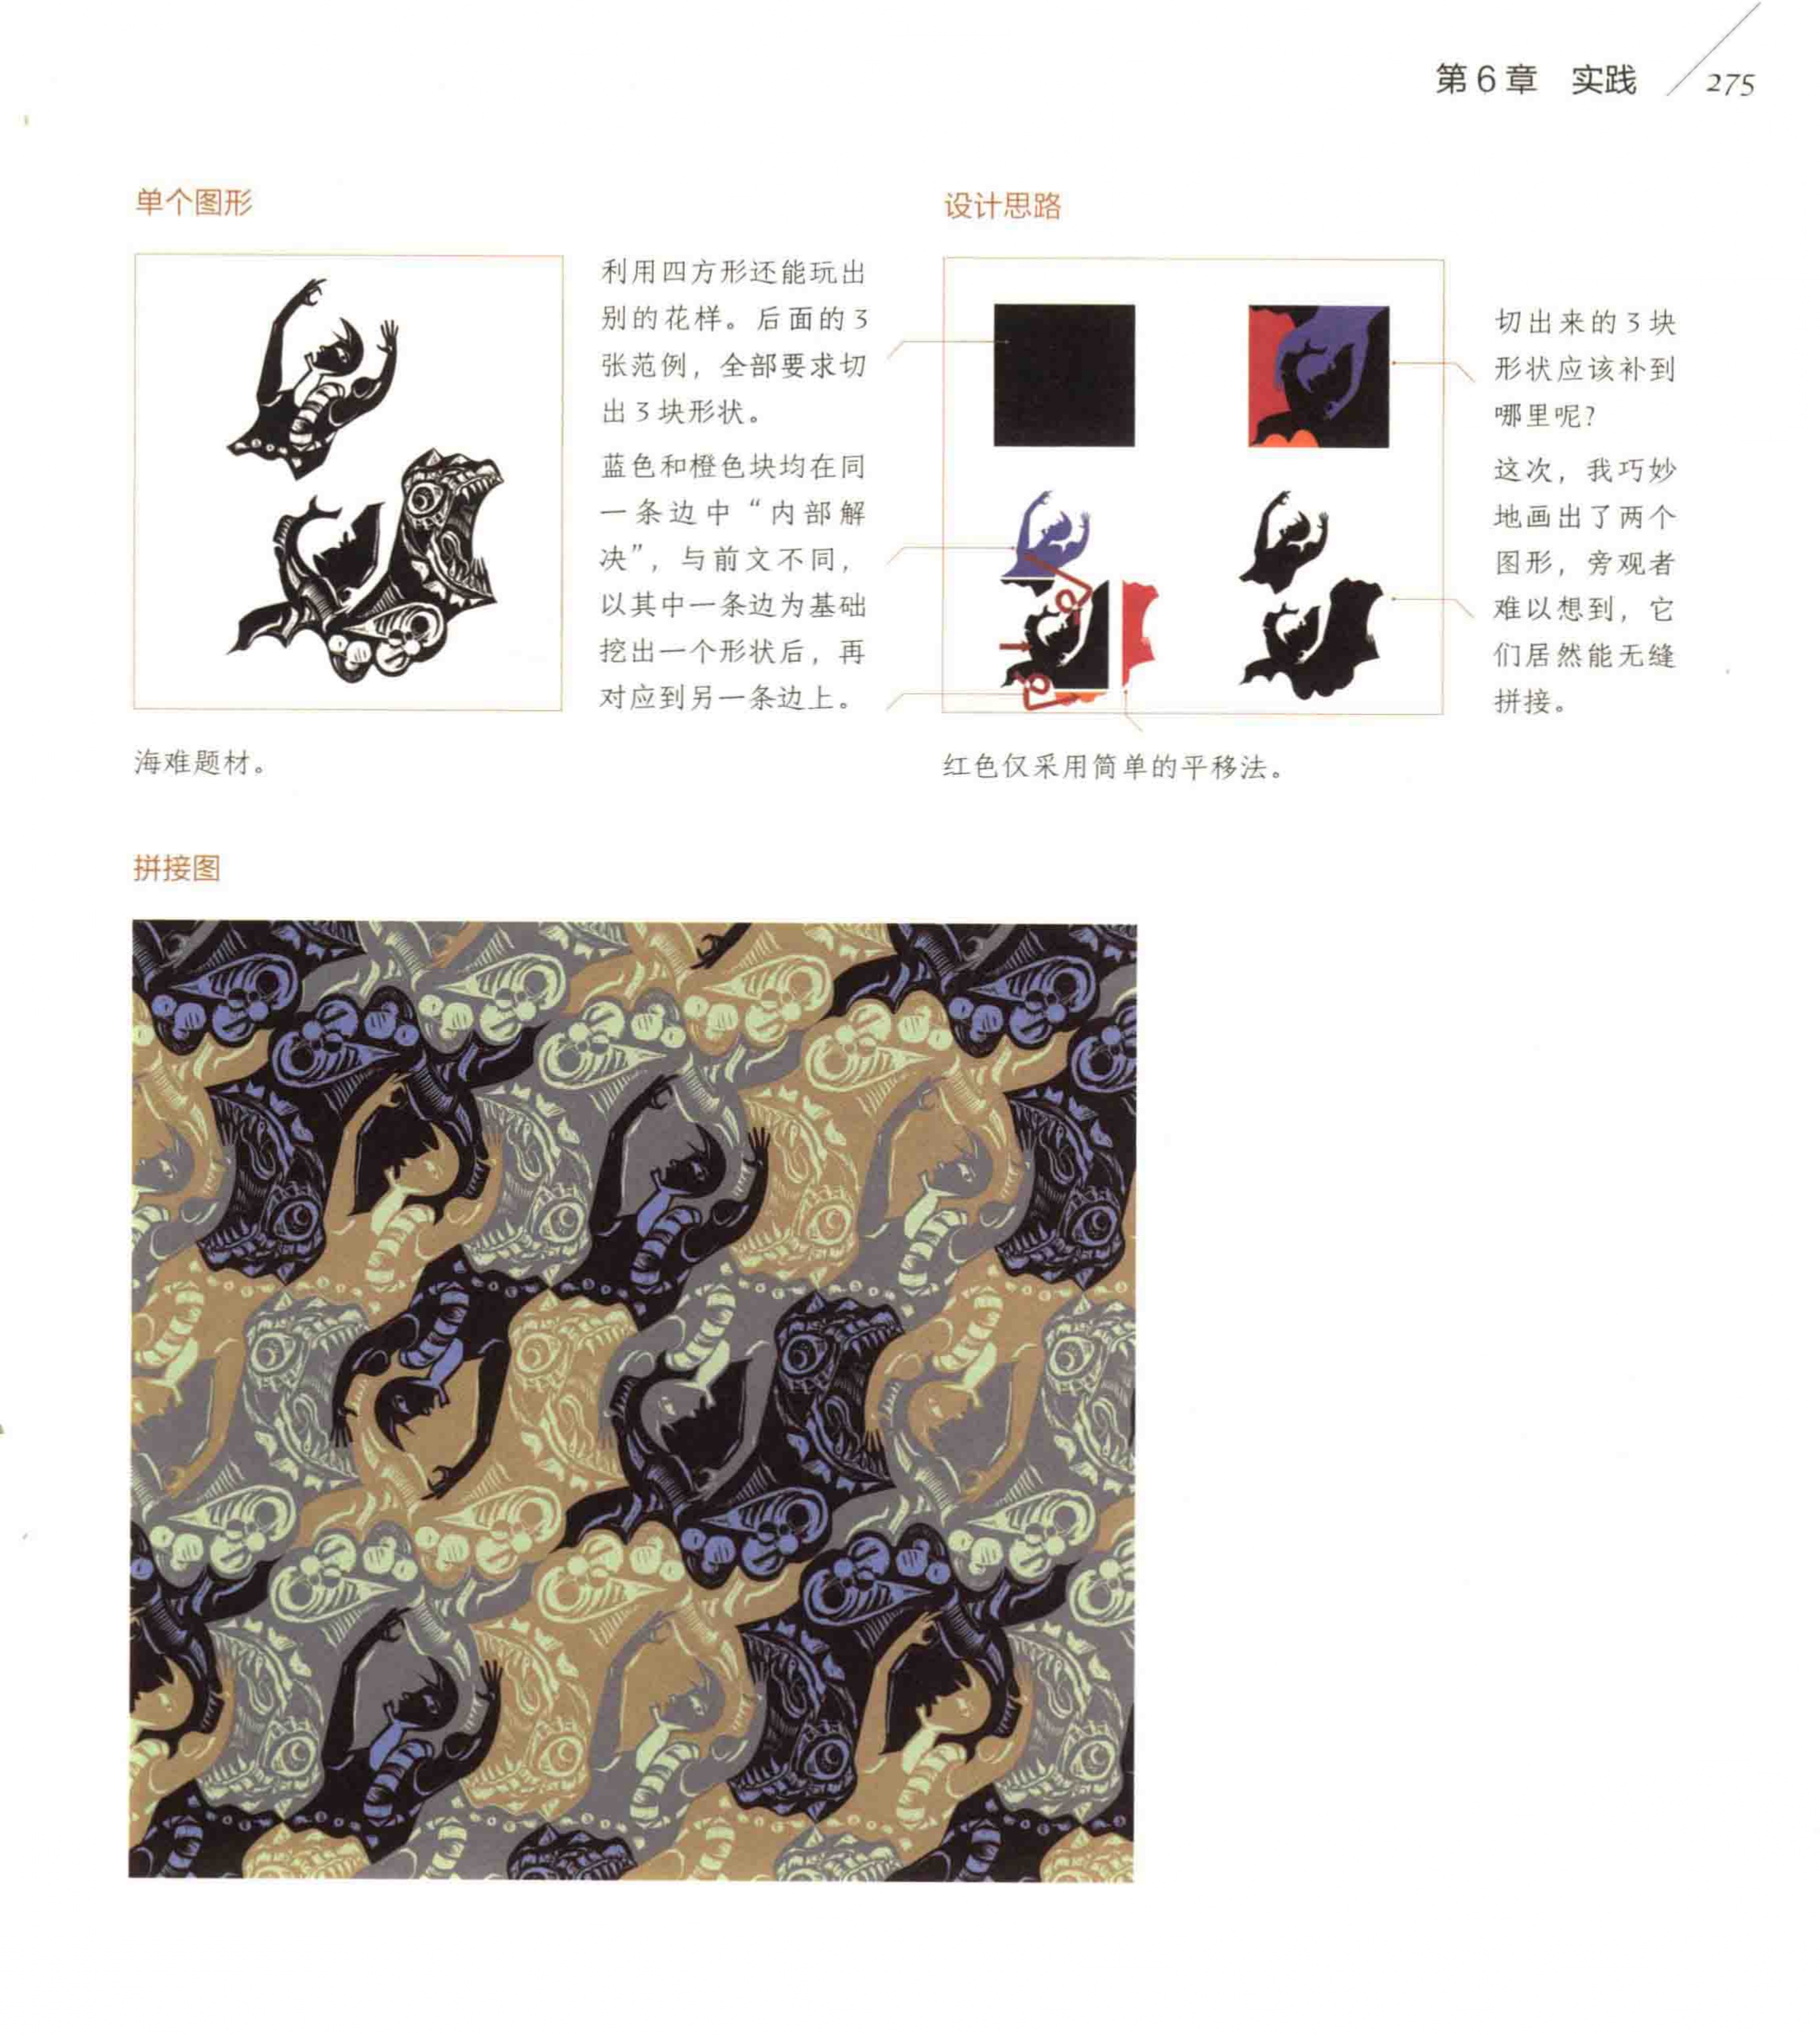 第6章 实践 275
单个图形
利用四方形还能玩出
别的花样。后面的3
张范例，全部要求切
出3块形状。
蓝色和橙色块均在同
一条边中“内部解
决”，与前文不同，
以其中一条边为基础
挖出一个形状后，再
对应到另一条边上。
海难题材。
设计思路
切出来的3块
形状应该补到
哪里呢?
这次，我巧妙
地画出了两个
图形，旁观者
难以想到，它
们居然能无缝
拼接。
红色仅采用简单的平移法。
拼接图